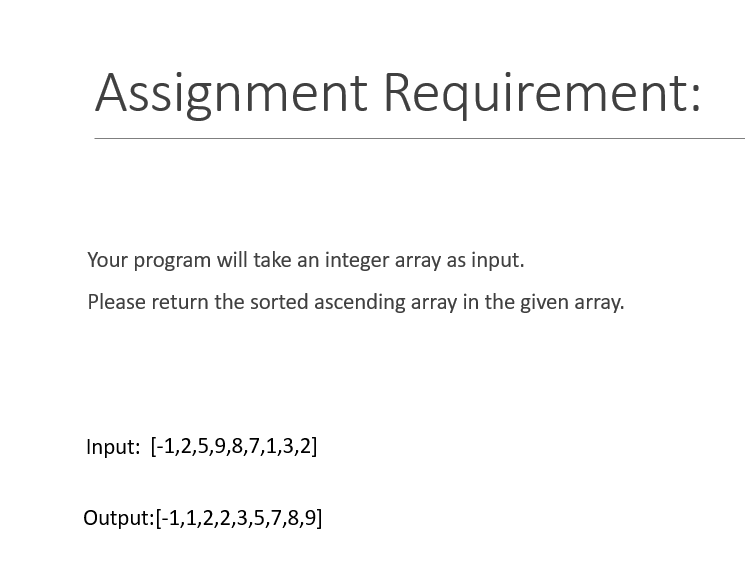 Assignment Requirement:
Your program will take an integer array as input.
Please return the sorted ascending array in the given array.
Input: [-1,2,5,9,8,7,1,3,2]
Output:[-1,1,2,2,3,5,7,8,9]